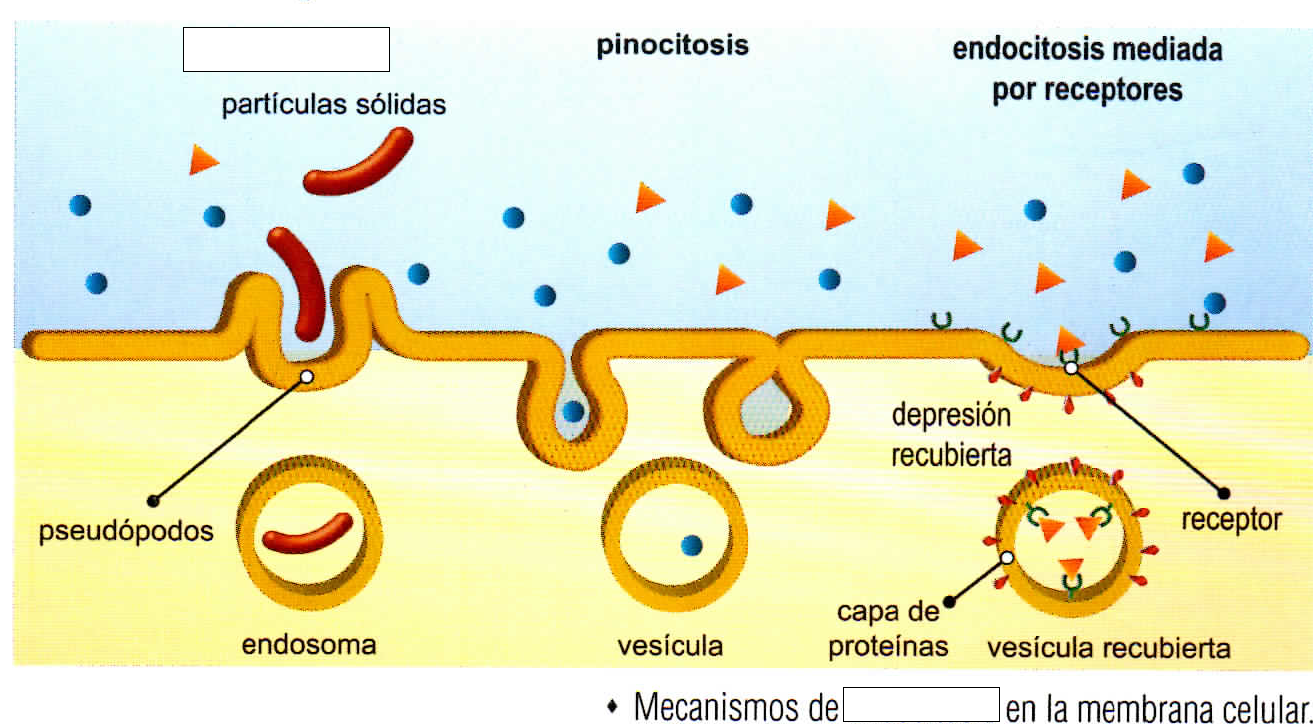 pinocitosis
endocitosis mediada
por receptores
partículas sólidas
depresión
recubierta
pseudópodos
receptor
capa de
proteínas
endosoma
vesícula
vesícula recubierta
♦ Mecanismos de en la membrana celular.